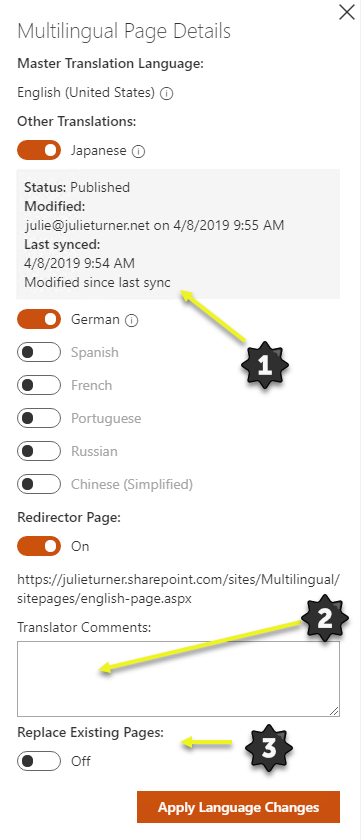 Multilingual Page Details
Master Translation Language:
English (United States)
Other Translations:
Japanese
Status: Published
Modified:
julie@julieturner.net on 4/8/2019 9:55 AM
Last synced:
4/8/2019 9:54 AM
Modified since last sync
1
German
Spanish
French
Portuguese
Russian
Chinese (Simplified)
Redirector Page:
On
https://julieturner.sharepoint.com/sites/Multilingual/
sitepages/english-page.aspx
2
Translator Comments:
Replace Existing Pages:
3
Off
Apply Language Changes